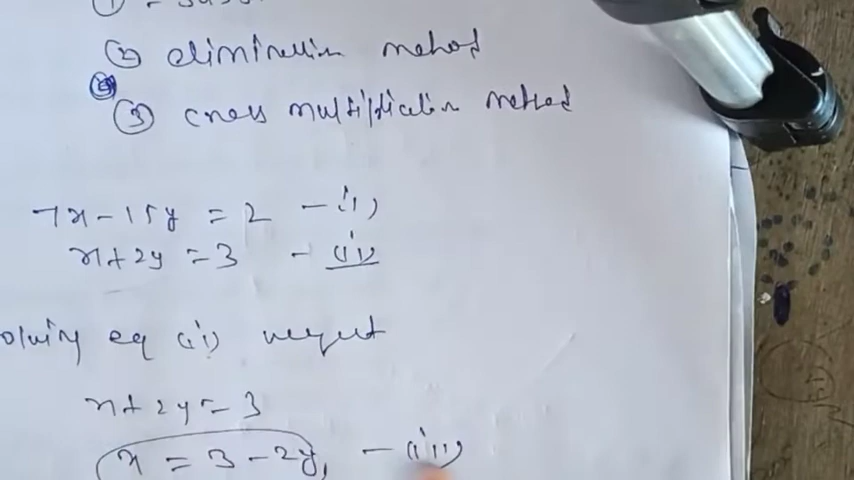 ② elimination method
③ cross multiplication method
7x - 15y = 2 - (i)
x + 2y = 3 - (ii)
olving eq (ii) we get
x + 2y = 3
x = 3 - 2y, - (iii)